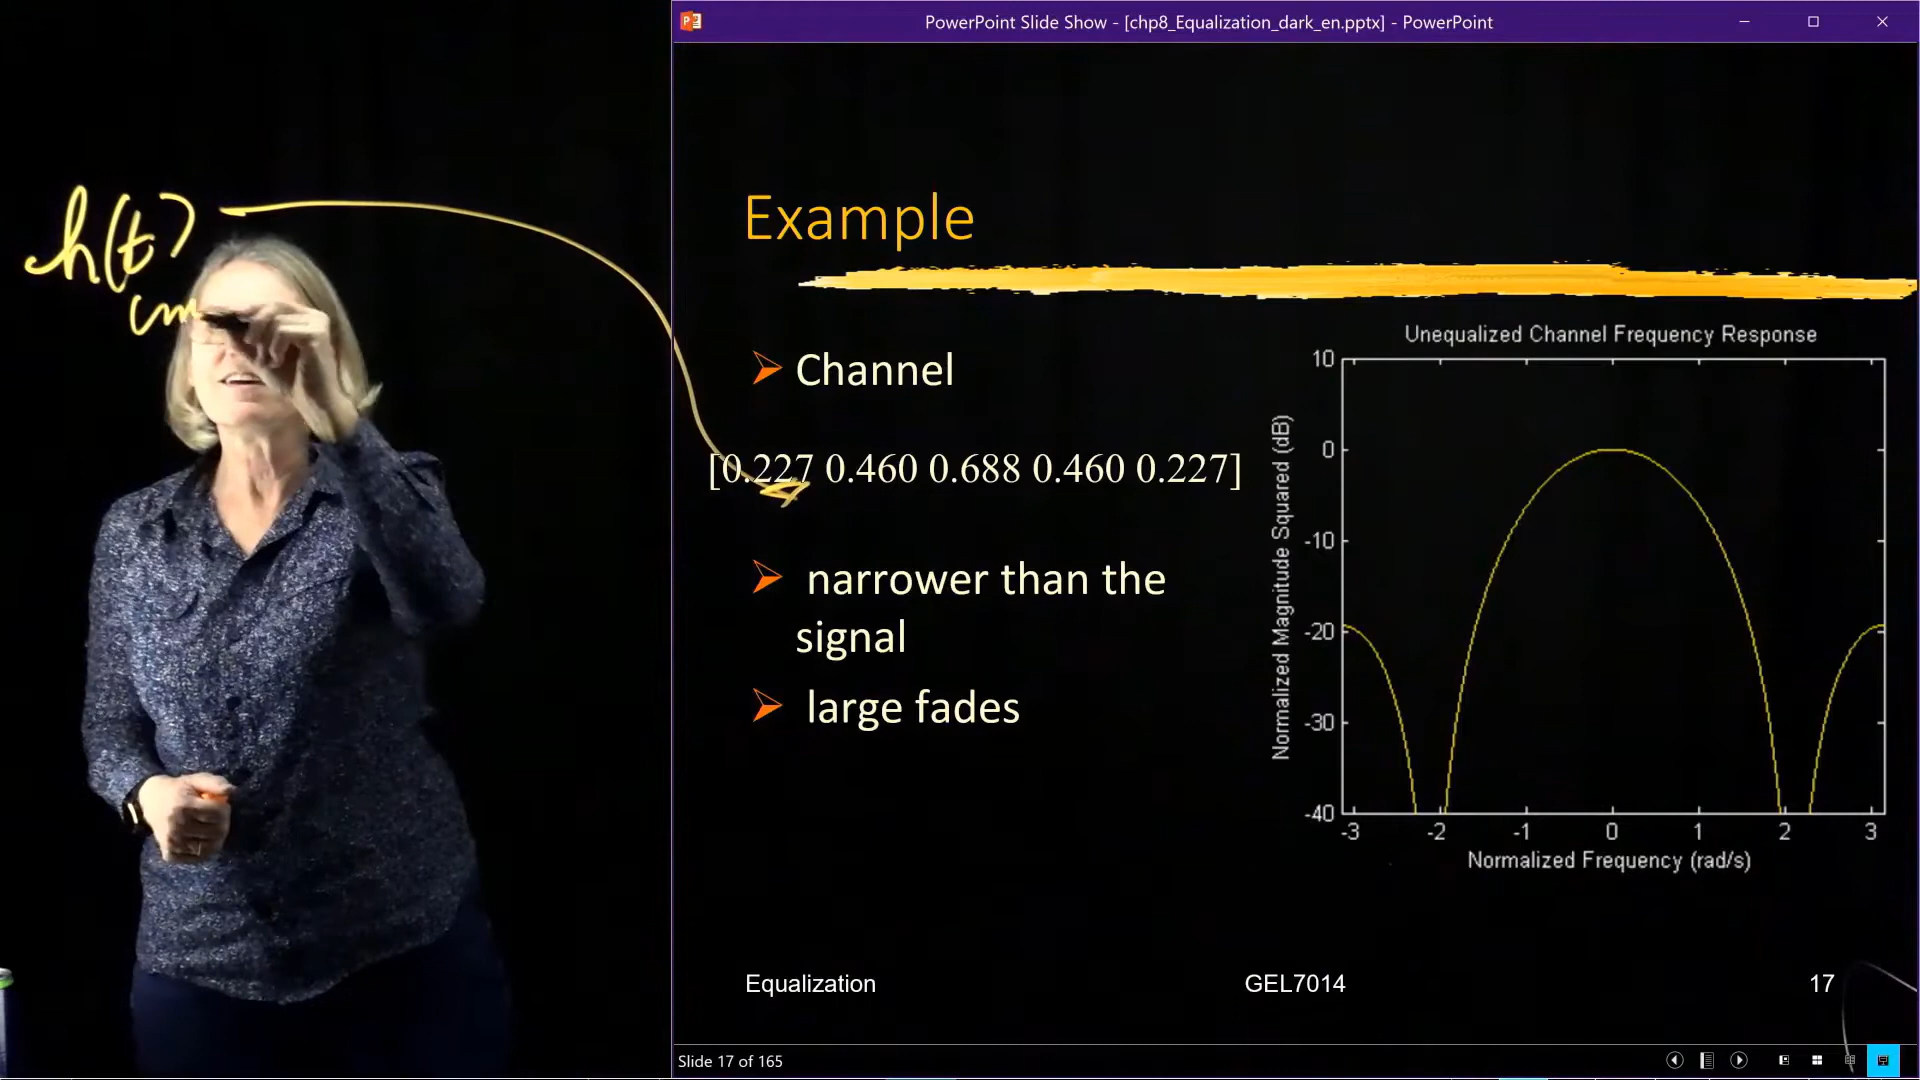 PowerPoint Slide Show - [chp8_Equalization_dark_en.pptx] - PowerPoint
h(t)
Example
Channel
[0.227 0.460 0.688 0.460 0.227]
narrower than the
signal
large fades
Unequalized Channel Frequency Response
Normalized Magnitude Squared (dB)
10
0
-10
-20
-30
-40
-3 -2 -1 0 1 2 3
Normalized Frequency (rad/s)
Equalization GEL7014 17
Slide 17 of 165